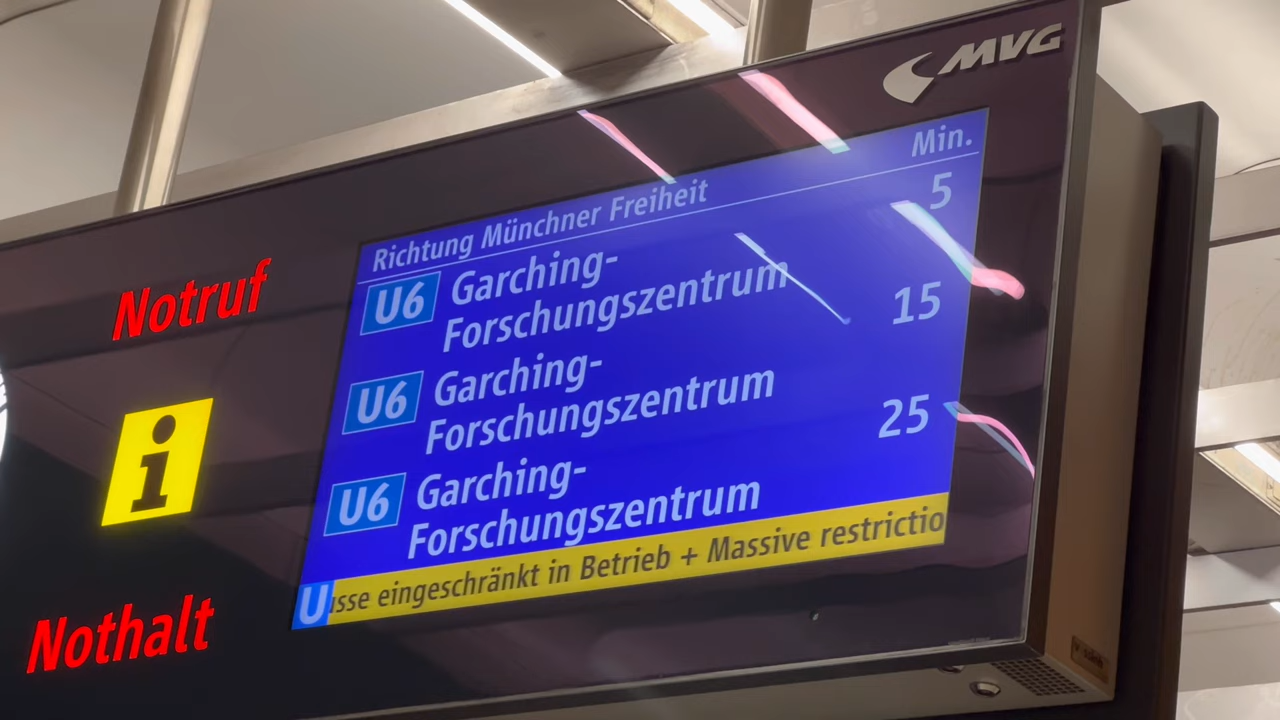 MVG
Min.
Richtung Münchner Freiheit
5
U6 Garching-
Forschungszentrum
15
U6 Garching-
Forschungszentrum
25
U6 Garching-
Forschungszentrum
U sse eingeschränkt in Betrieb + Massive restrictio
Notruf
i
Nothalt